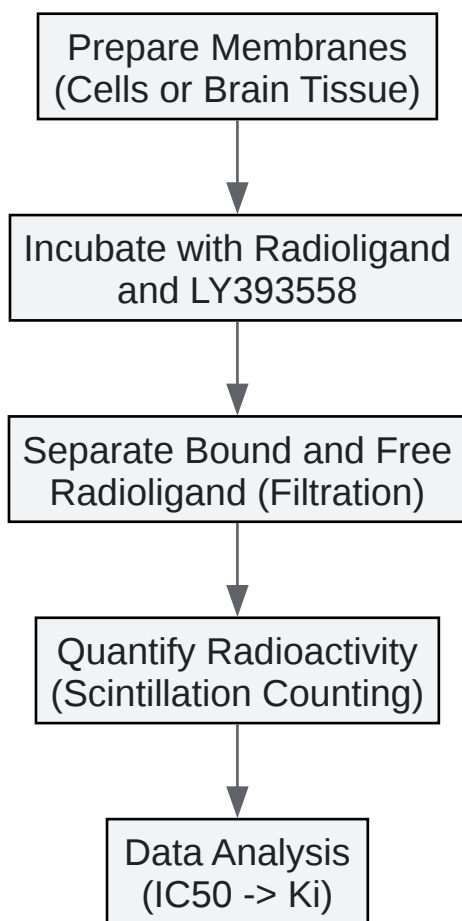 Prepare Membranes
(Cells or Brain Tissue)
Incubate with Radioligand
and LY393558
Separate Bound and Free
Radioligand (Filtration)
Quantify Radioactivity
(Scintillation Counting)
Data Analysis
(IC50 -> Ki)